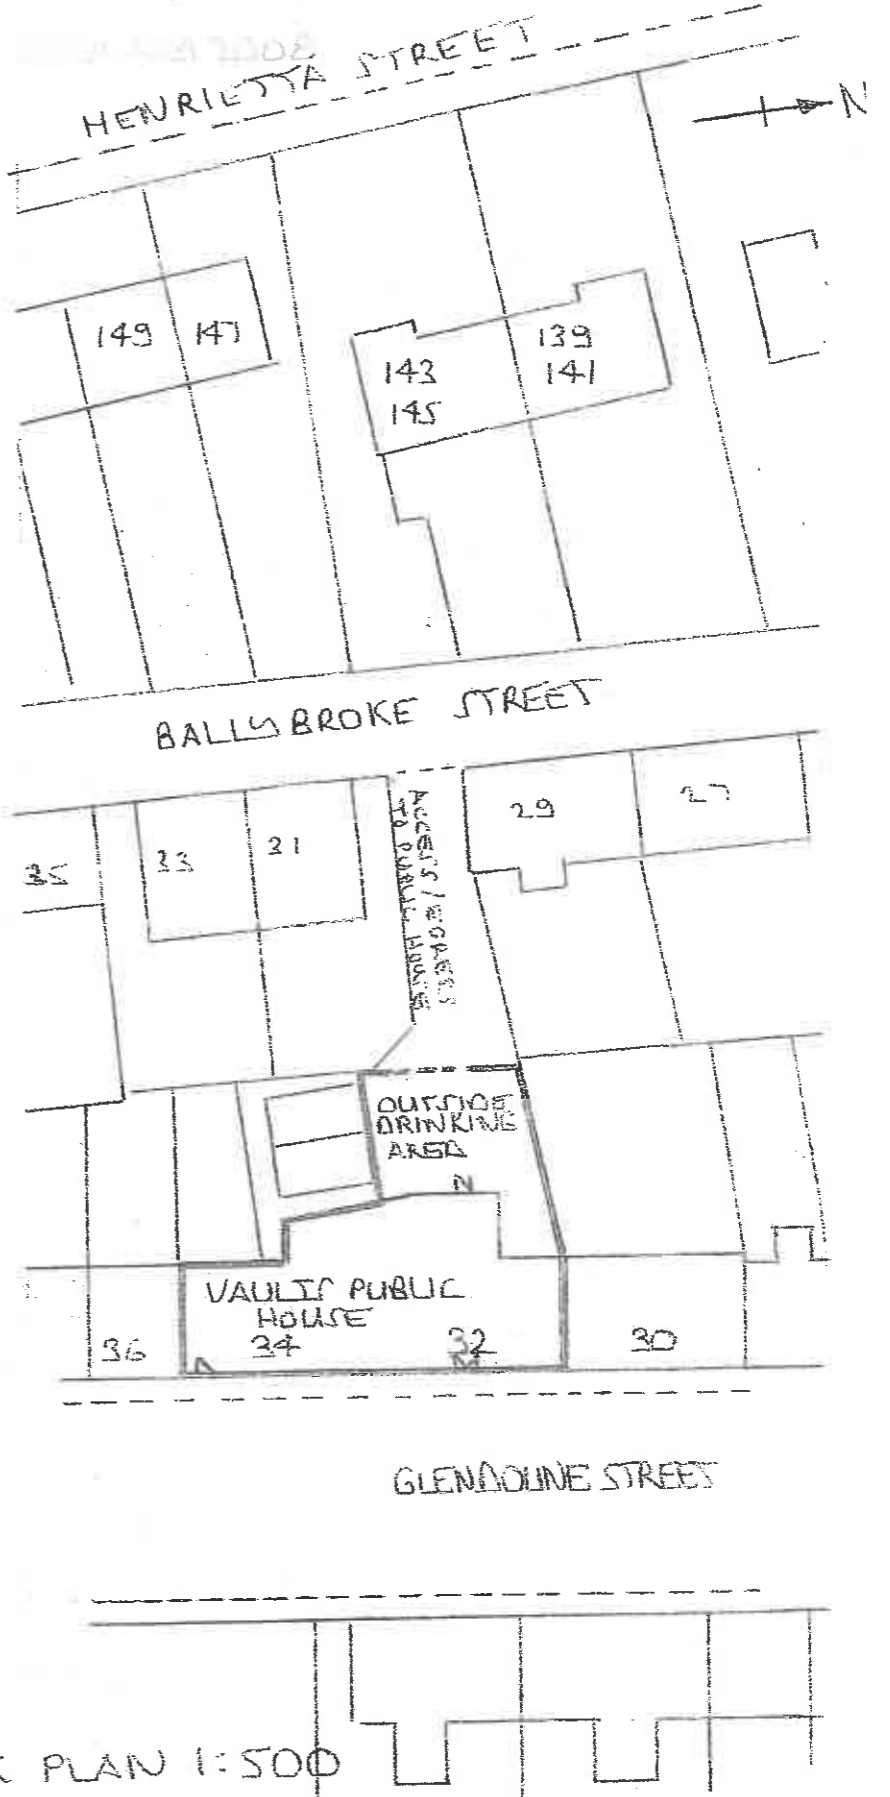 HENRIETTA STREET
N
149
147
143
145
139
141
BALLYBROKE STREET
35
33
31
29
27
ACCESS / EGRESS
TO PUBLIC HOUSE
OUTSIDE
DRINKING
AREA
N
VAULTS PUBLIC
HOUSE
36
34
32
30
GLENDOUNE STREET
PLAN 1:500